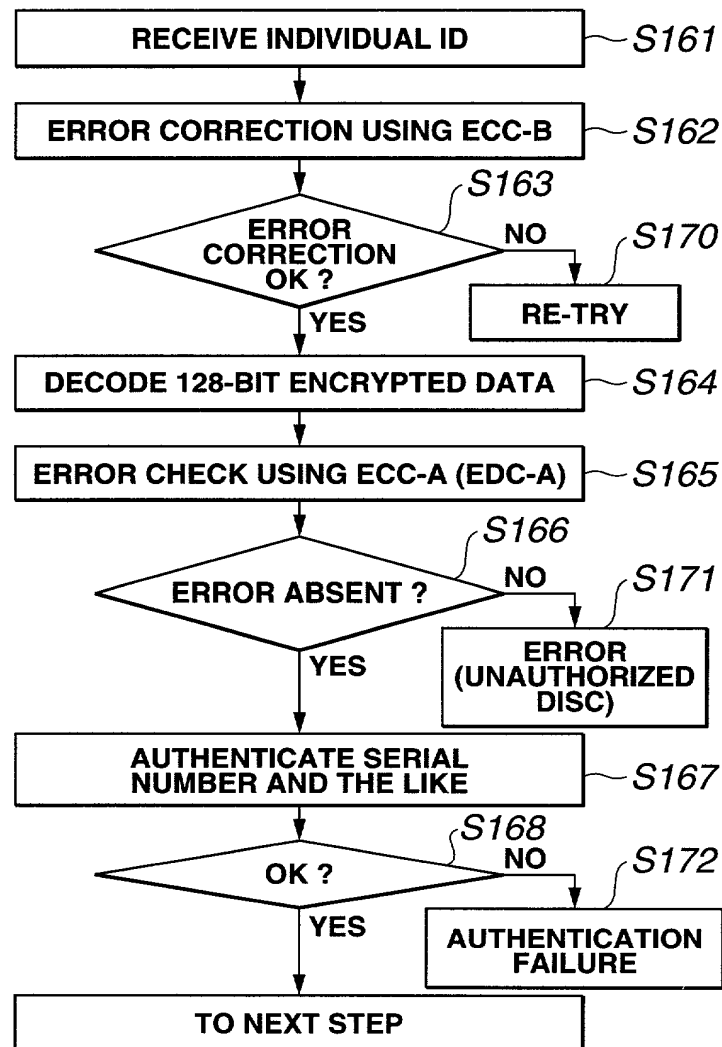 RECEIVE INDIVIDUAL ID
S161
ERROR CORRECTION USING ECC-B
S162
S163
ERROR
CORRECTION
OK ?
NO
S170
RE-TRY
YES
DECODE 128-BIT ENCRYPTED DATA
S164
ERROR CHECK USING ECC-A (EDC-A)
S165
S166
ERROR ABSENT ?
NO
S171
ERROR
(UNAUTHORIZED
DISC)
YES
AUTHENTICATE SERIAL
NUMBER AND THE LIKE
S167
S168
OK ?
NO
S172
AUTHENTICATION
FAILURE
YES
TO NEXT STEP